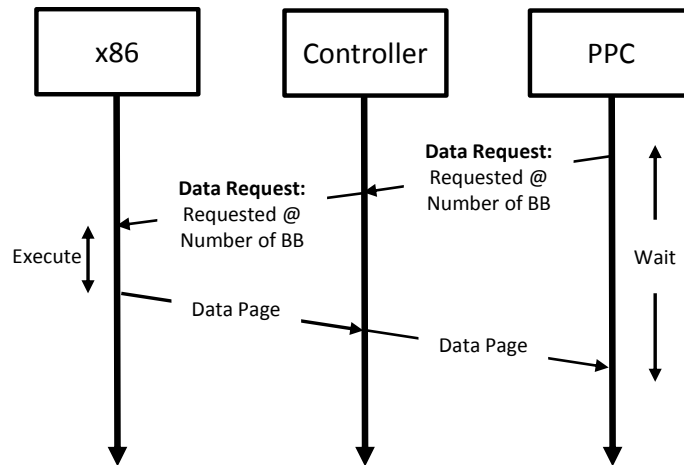 x86
Controller
PPC
Data Request:
Requested @
Number of BB
Data Request:
Requested @
Number of BB
Execute
Wait
Data Page
Data Page